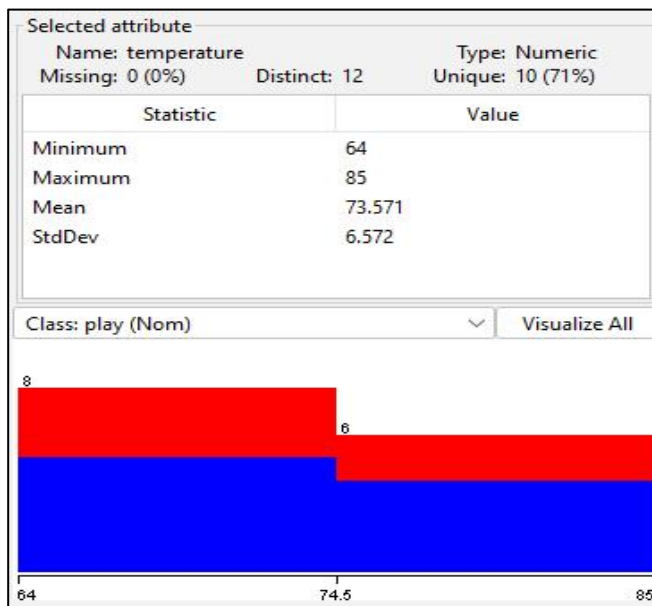 Selected attribute
Name: temperature Type: Numeric
Missing: 0 (0%) Distinct: 12 Unique: 10 (71%)
Statistic Value
Minimum 64
Maximum 85
Mean 73.571
StdDev 6.572
Class: play (Nom) Visualize All
8
6
64 74.5 85